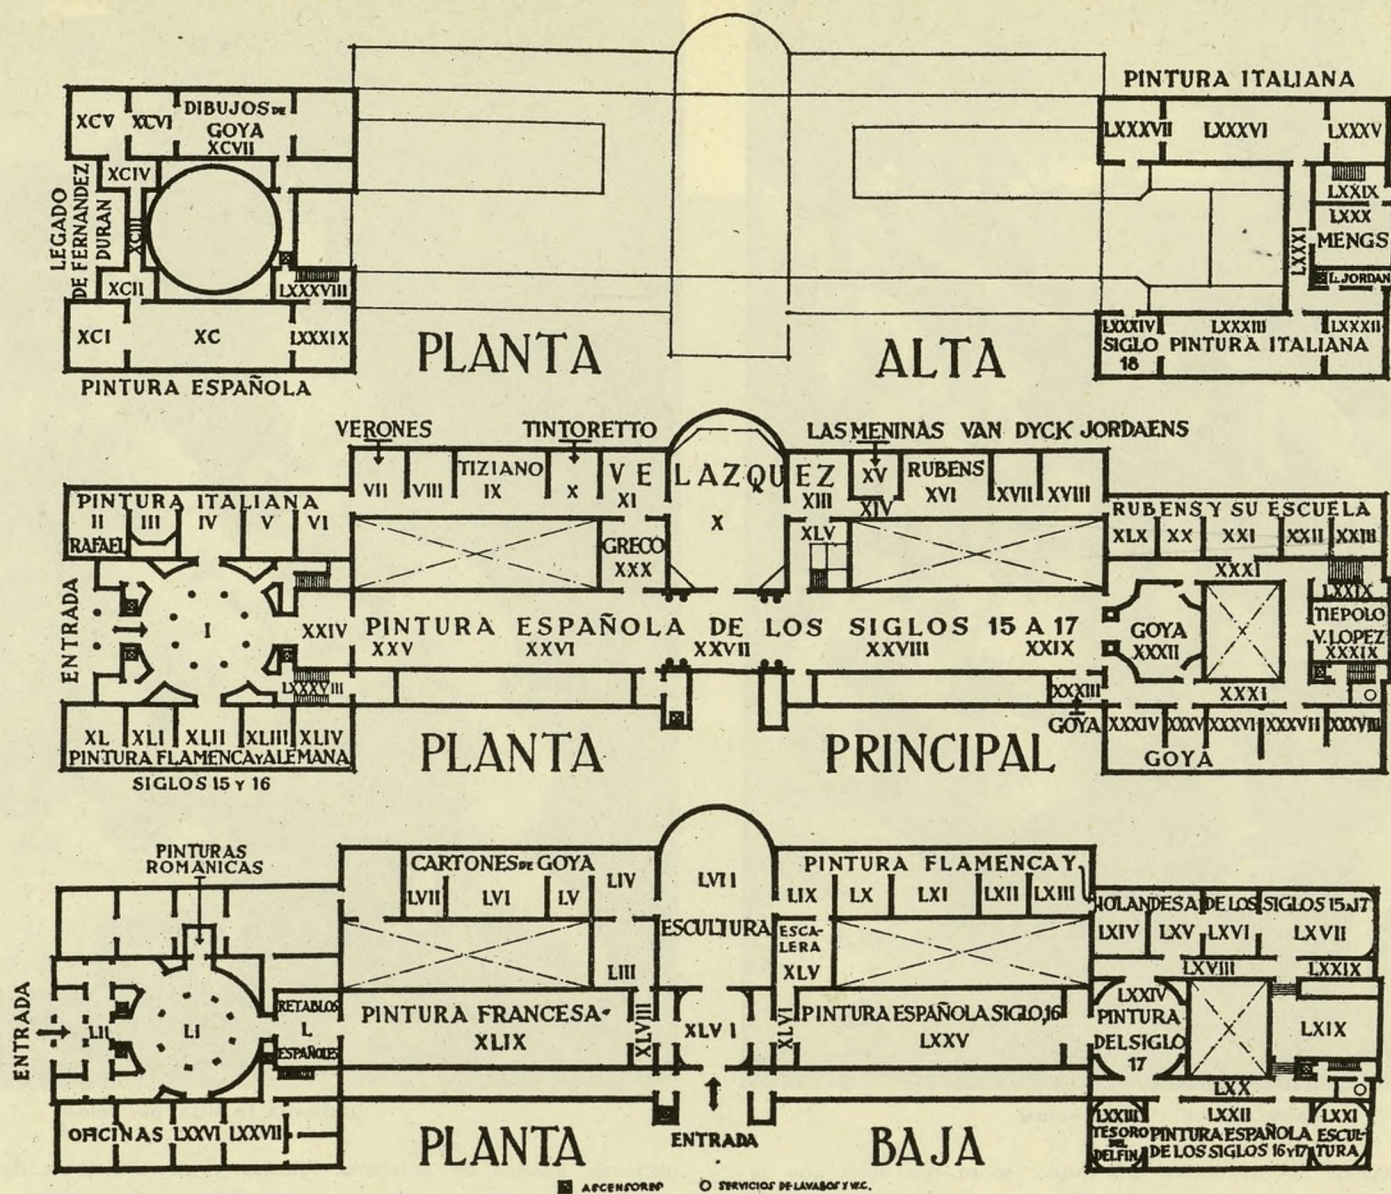 PINTURA ITALIANA
XCV
XCVI
DIBUJOS DE
GOYA
XCVII
XCIV
LEGADO
DE FERNANDEZ
DURAN
XCIII
XCII
LXXXVIII
XCI
XC
LXXXIX
PINTURA ESPAÑOLA
PLANTA
ALTA
LXXXVII
LXXXVI
LXXXV
LXXIX
LXXX
MENGS
LXXXI
L. JORDAN
LXXXIV
SIGLO
18
LXXXIII
PINTURA ITALIANA
LXXXII
VERONES
TINTORETTO
LAS MENINAS VAN DYCK JORDAENS
VII
VIII
TIZIANO
IX
X
VELAZQUEZ
XI
X
XIII
XV
XIV
RUBENS
XVI
XVII
XVIII
PINTURA ITALIANA
II
III
IV
V
VI
RAFAEL
GRECO
XXX
XLV
RUBENS Y SU ESCUELA
XLX
XX
XXI
XXII
XXIII
XXXI
LXXIX
ENTRADA
I
XXIV
PINTURA ESPAÑOLA DE LOS SIGLOS 15 A 17
XXV
XXVI
XXVII
XXVIII
XXIX
GOYA
XXXII
TIEPOLO
V. LOPEZ
XXXIX
LXXXVIII
XXXIII
GOYA
XXXI
XL
XLI
XLII
XLIII
XLIV
PINTURA FLAMENCA Y ALEMANA
SIGLOS 15 Y 16
PLANTA
PRINCIPAL
XXXIV
XXXV
XXXVI
XXXVII
XXXVIII
GOYA
PINTURAS
ROMANICAS
CARTONES DE GOYA
LVII
LVI
LV
LIV
LVII
ESCULTURA
PINTURA FLAMENCA Y
LIX
LX
LXI
LXII
LXIII
HOLANDESA DE LOS SIGLOS 15 A 17
LXIV
LXV
LXVI
LXVII
ESCA-
LERA
XLV
LIII
LXVIII
LXXIX
ENTRADA
LII
LI
RETABLOS
L
ESPAÑOLES
PINTURA FRANCESA-
XLIX
XLVIII
XLVI
XLVI
PINTURA ESPAÑOLA SIGLO, 16
LXXV
LXXIV
PINTURA
DEL SIGLO
17
LXIX
LXX
OFICINAS
LXXVI
LXXVII
PLANTA
ENTRADA
BAJA
LXXIII
TESORO
DEL
DELFIN
LXXII
PINTURA ESPAÑOLA
DE LOS SIGLOS 16 Y 17
LXXI
ESCUL-
TURA
ASCENSORES
SERVICIOS DE LAVABOS Y W.C.